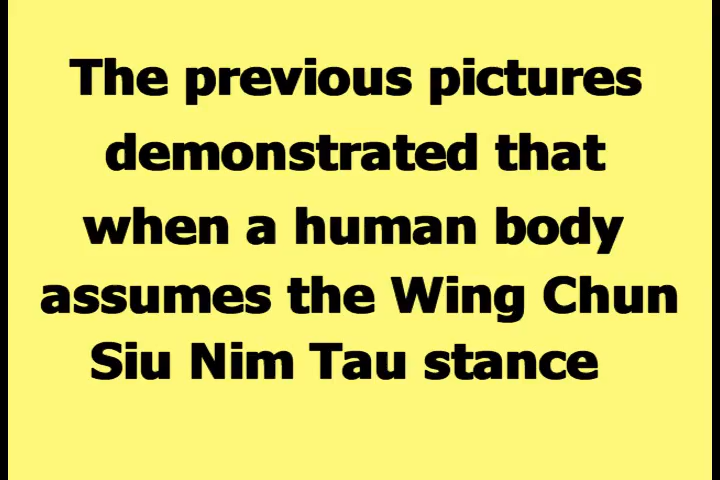 The previous pictures
demonstrated that
when a human body
assumes the Wing Chun
Siu Nim Tau stance